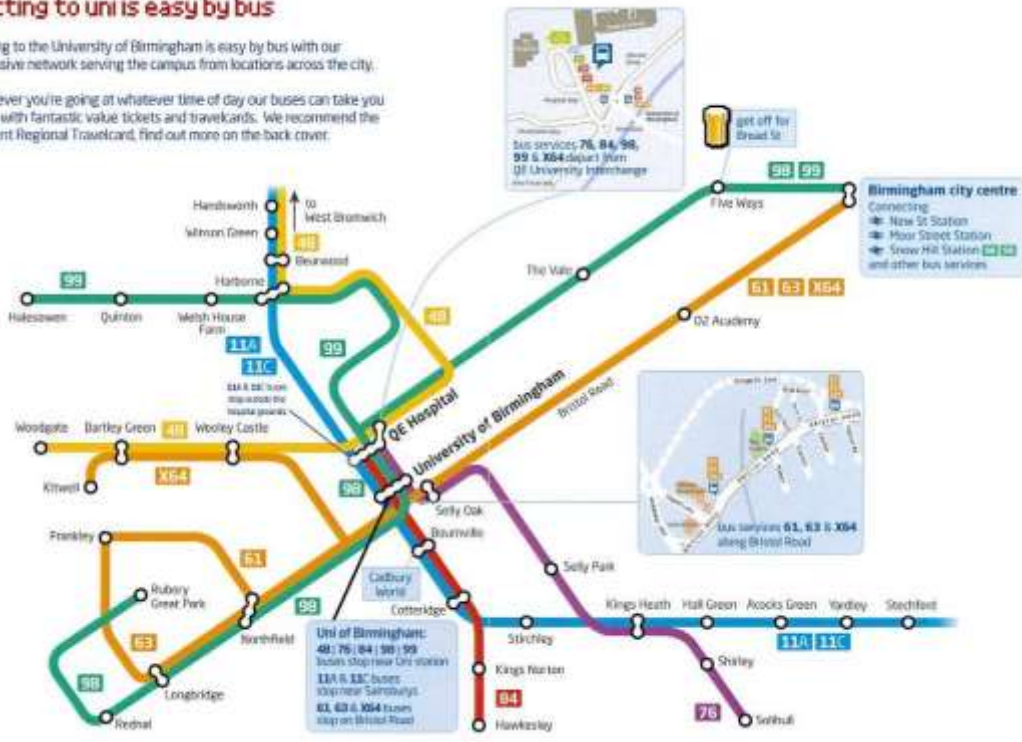 tting to uni is easy by bus
ng to the University of Birmingham is easy by bus with our
sive network serving the campus from locations across the city.
ever you're going at whatever time of day our buses can take you
with fantastic value tickets and travelcards. We recommend the
nt Regional Travelcard, find out more on the back cover.
bus services 76, 84, 98,
99 & X64 depart from
QE University Interchange
get off for
Broad St
98 99
Five Ways
Birmingham city centre
Connecting
New St Station
Moor Street Station
Snow Hill Station
and other bus services
Handsworth
to
West Bromwich
Winson Green
48
Bearwood
Harborne
The Vale
99
61 63 X64
Halesowen
Quinton
Welsh House
Farm
48
O2 Academy
11A
99
11C
11A & 11C buses
stop outside the
hospital grounds
QE Hospital
University of Birmingham
Bristol Road
Woodgate
Bartley Green
48
Wooley Castle
X64
Kitwell
98
Selly Oak
bus services 61, 63 & X64
along Bristol Road
Frankley
Bournville
61
Selly Park
Cadbury
World
Rubery
Great Park
98
Cotteridge
Kings Heath
Hall Green
Acocks Green
Yardley
Stechford
Northfield
Stirchley
11A 11C
63
Uni of Birmingham:
48 | 76 | 84 | 98 | 99
buses stop near Uni station
11A & 11C buses
stop near Sainsburys
61, 63 & X64 buses
stop on Bristol Road
Kings Norton
Shirley
98
Longbridge
84
76
Rednal
Hawkesley
Solihull